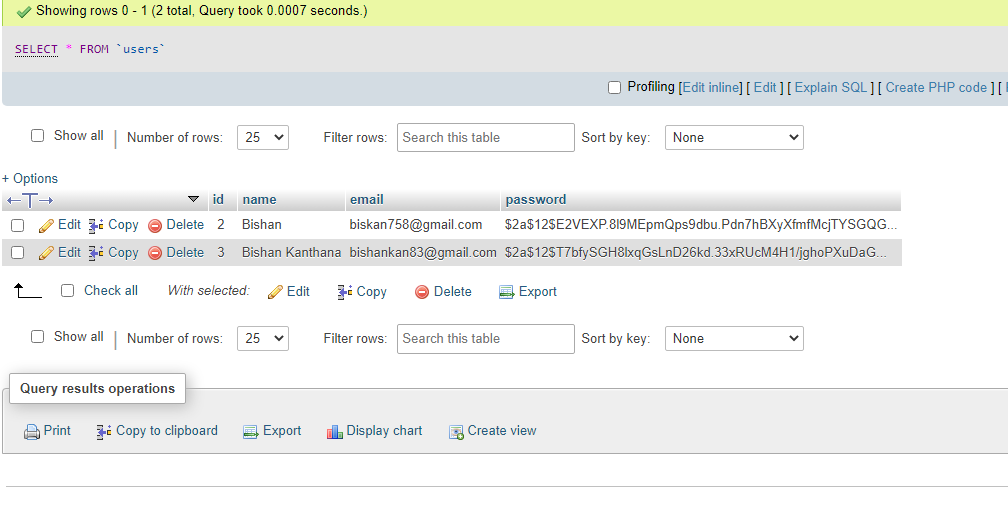 Showing rows 0 - 1 (2 total, Query took 0.0007 seconds.)
SELECT * FROM `users`
Profiling [Edit inline] [ Edit ] [ Explain SQL ] [ Create PHP code ] [
Show all | Number of rows: 25 Filter rows: Search this table Sort by key: None
+ Options
←T→ id name email password
Edit Copy Delete 2 Bishan biskan758@gmail.com $2a$12$E2VEXP.8I9MEpmQps9dbu.Pdn7hBXyXfmfMcjTYSGQG...
Edit Copy Delete 3 Bishan Kanthana bishankan83@gmail.com $2a$12$T7bfySGH8lxqGsLnD26kd.33xRUcM4H1/jghoPXuDaG...
Check all With selected: Edit Copy Delete Export
Show all | Number of rows: 25 Filter rows: Search this table Sort by key: None
Query results operations
Print Copy to clipboard Export Display chart Create view